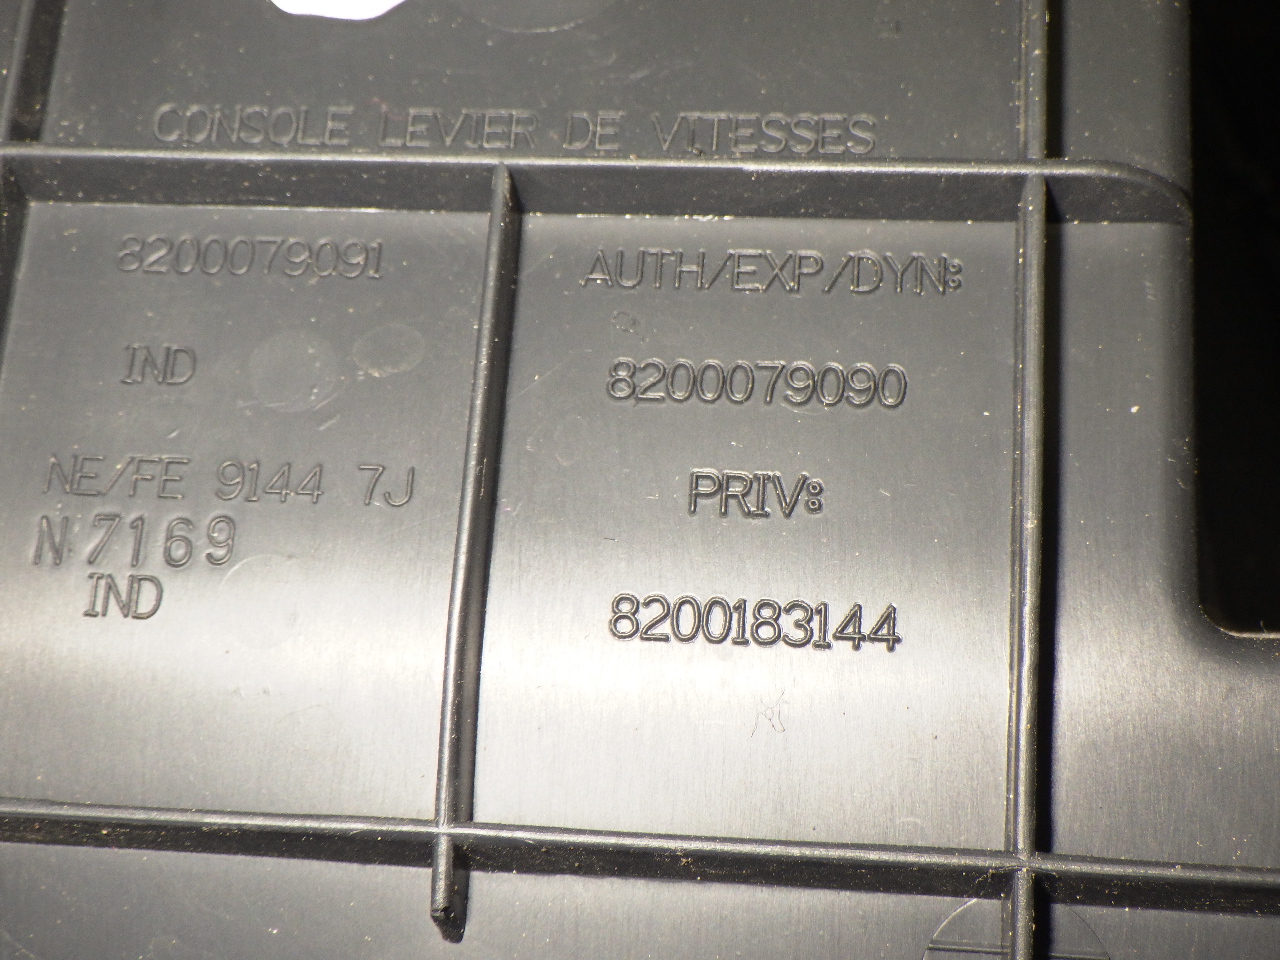 CONSOLE LEVIER DE VITESSES
8200079091
IND
NE/FE 9144 7J
N 7169
IND
AUTH/EXP/DYN:
8200079090
PRIV:
8200183144